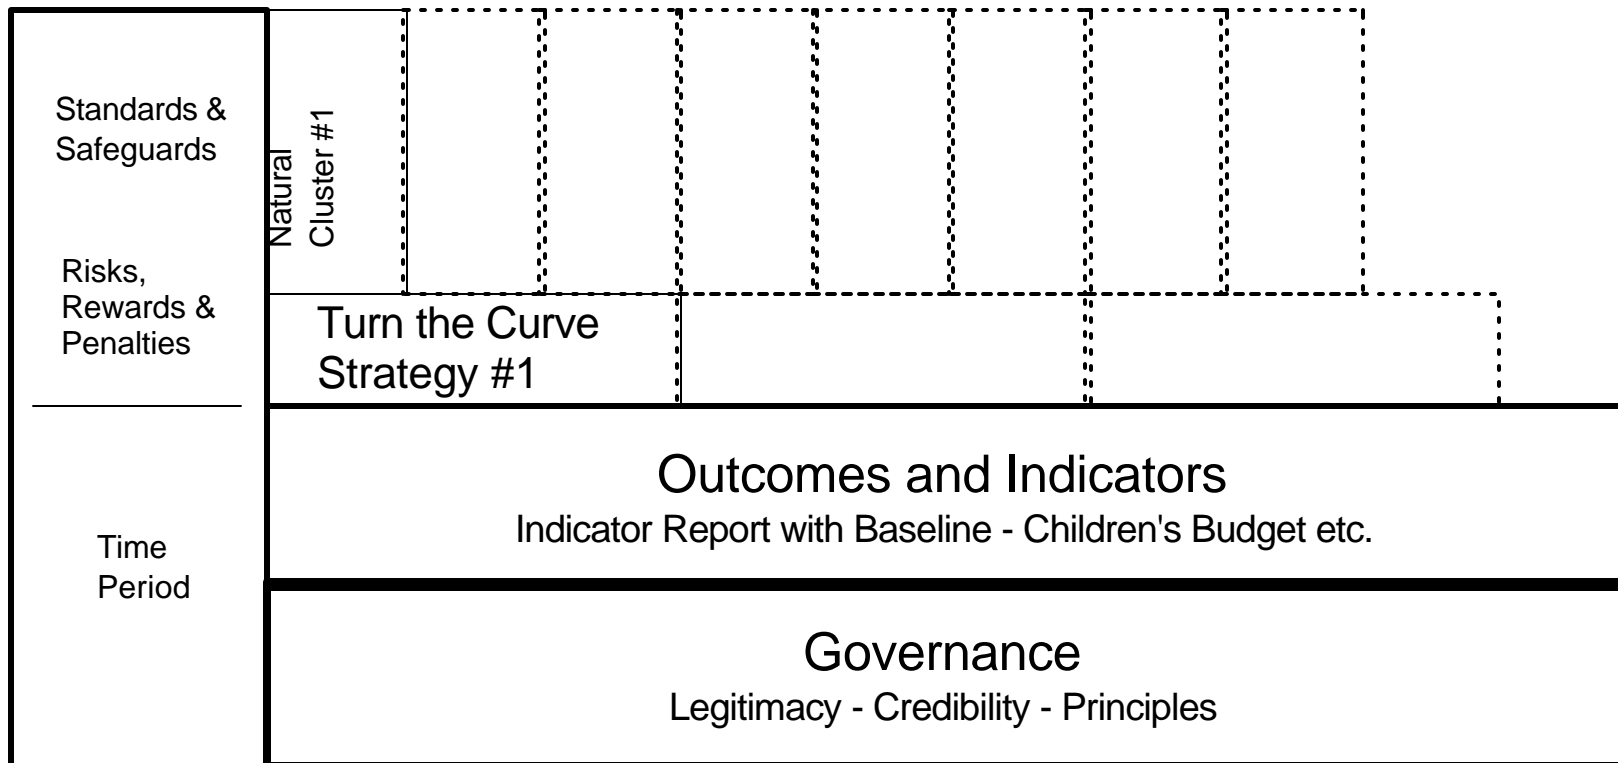 Standards &
Safeguards
Risks,
Rewards &
Penalties
Time
Period
Natural
Cluster #1
Turn the Curve
Strategy #1
Outcomes and Indicators
Indicator Report with Baseline - Children's Budget etc.
Governance
Legitimacy - Credibility - Principles